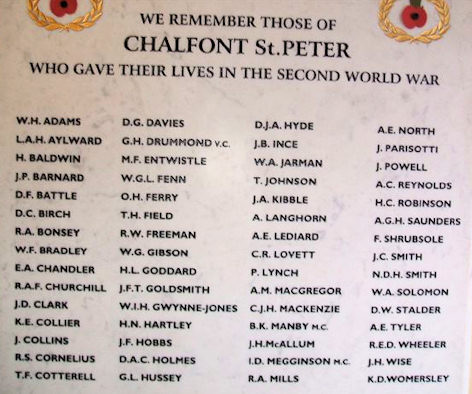 WE REMEMBER THOSE OF
CHALFONT St.PETER
WHO GAVE THEIR LIVES IN THE SECOND WORLD WAR
W.H. ADAMS
L.A.H. AYLWARD
H. BALDWIN
J.P. BARNARD
D.F. BATTLE
D.C. BIRCH
R.A. BONSEY
W.F. BRADLEY
E.A. CHANDLER
R.A.F. CHURCHILL
J.D. CLARK
K.E. COLLIER
J. COLLINS
R.S. CORNELIUS
T.F. COTTERELL
D.G. DAVIES
G.H. DRUMMOND V.C.
M.F. ENTWISTLE
W.G.L. FENN
O.H. FERRY
T.H. FIELD
R.W. FREEMAN
W.G. GIBSON
H.L. GODDARD
J.F.T. GOLDSMITH
W.I.H. GWYNNE-JONES
H.N. HARTLEY
J.F. HOBBS
D.A.C. HOLMES
G.L. HUSSEY
D.J.A. HYDE
J.B. INCE
W.A. JARMAN
T. JOHNSON
J.A. KIBBLE
A. LANGHORN
A.E. LEDIARD
C.R. LOVETT
P. LYNCH
A.M. MACGREGOR
C.J.H. MACKENZIE
B.K. MANBY M.C.
J.H.McALLUM
I.D. MEGGINSON M.C.
R.A. MILLS
A.E. NORTH
J. PARISOTTI
J. POWELL
A.C. REYNOLDS
H.C. ROBINSON
A.G.H. SAUNDERS
F. SHRUBSOLE
J.C. SMITH
N.D.H. SMITH
W.A. SOLOMON
D.W. STALDER
A.E. TYLER
R.E.D. WHEELER
J.H. WISE
K.D.WOMERSLEY